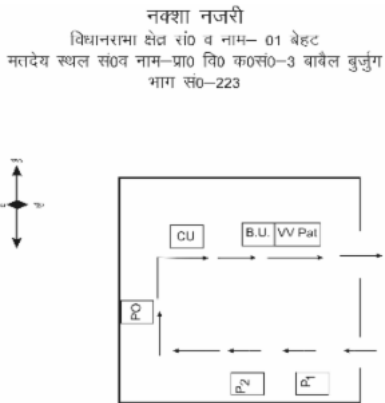 नक्शा नजरी
विधानसभा क्षेत्र सं0 व नाम– 01 बेहट
मतदेय स्थल सं0व नाम–प्रा0 वि0 क0सं0–3 बाबैल बुर्जुग
भाग सं0–223
CU
B.U. VV Pat
PO
P2
P1